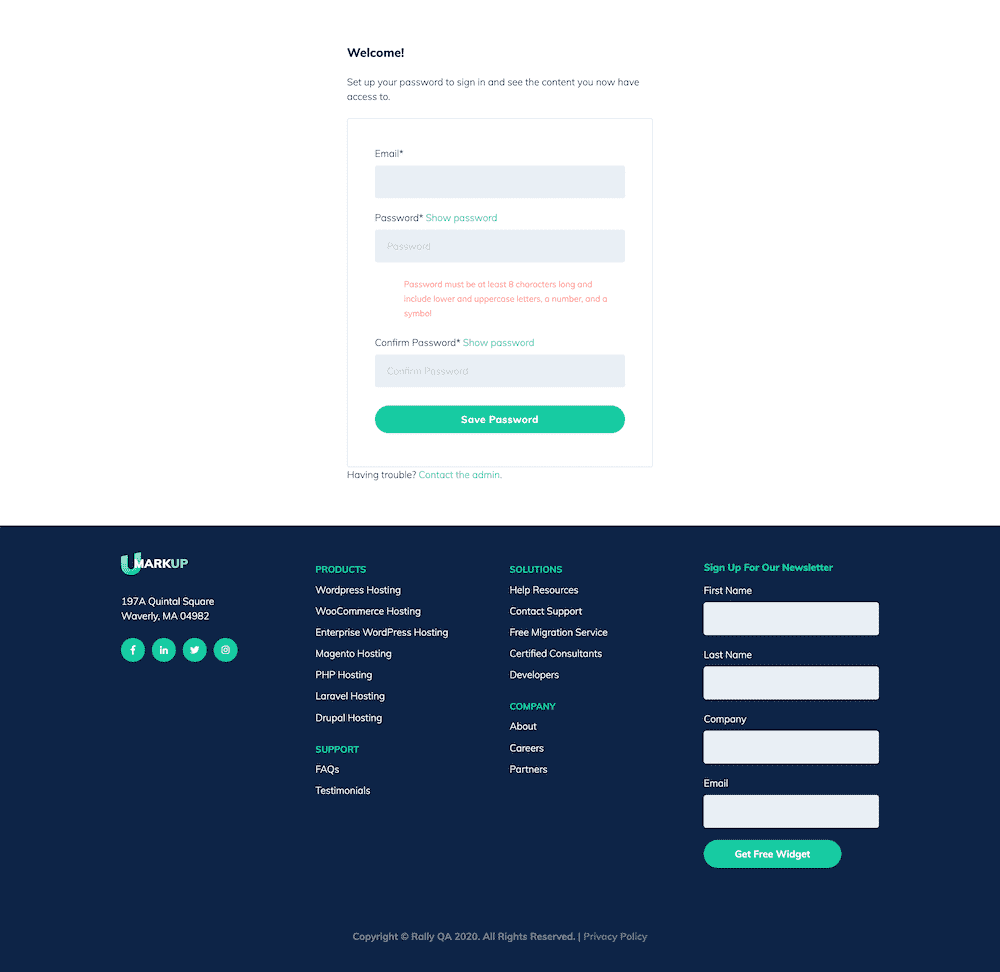 Welcome!
Set up your password to sign in and see the content you now have
access to.
Email*
Password* Show password
Password
Password must be at least 8 characters long and
include lower and uppercase letters, a number, and a
symbol
Confirm Password* Show password
Confirm Password
Save Password
Having trouble? Contact the admin.
UMARKUP
197A Quintal Square
Waverly, MA 04982
PRODUCTS
Wordpress Hosting
WooCommerce Hosting
Enterprise WordPress Hosting
Magento Hosting
PHP Hosting
Laravel Hosting
Drupal Hosting
SUPPORT
FAQs
Testimonials
SOLUTIONS
Help Resources
Contact Support
Free Migration Service
Certified Consultants
Developers
COMPANY
About
Careers
Partners
Sign Up For Our Newsletter
First Name
Last Name
Company
Email
Get Free Widget
Copyright © Rally QA 2020. All Rights Reserved. | Privacy Policy